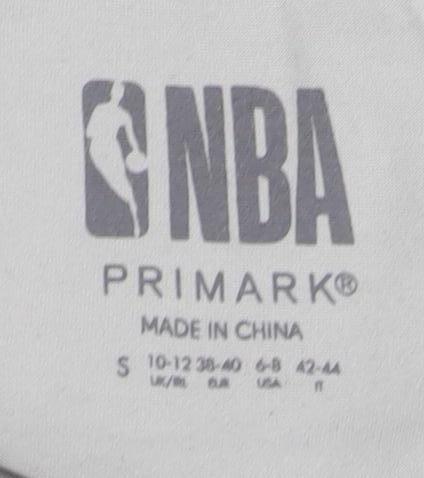 NBA
PRIMARK®
MADE IN CHINA
S 10-12 38-40 6-8 42-44
UK/IRL EUR USA IT